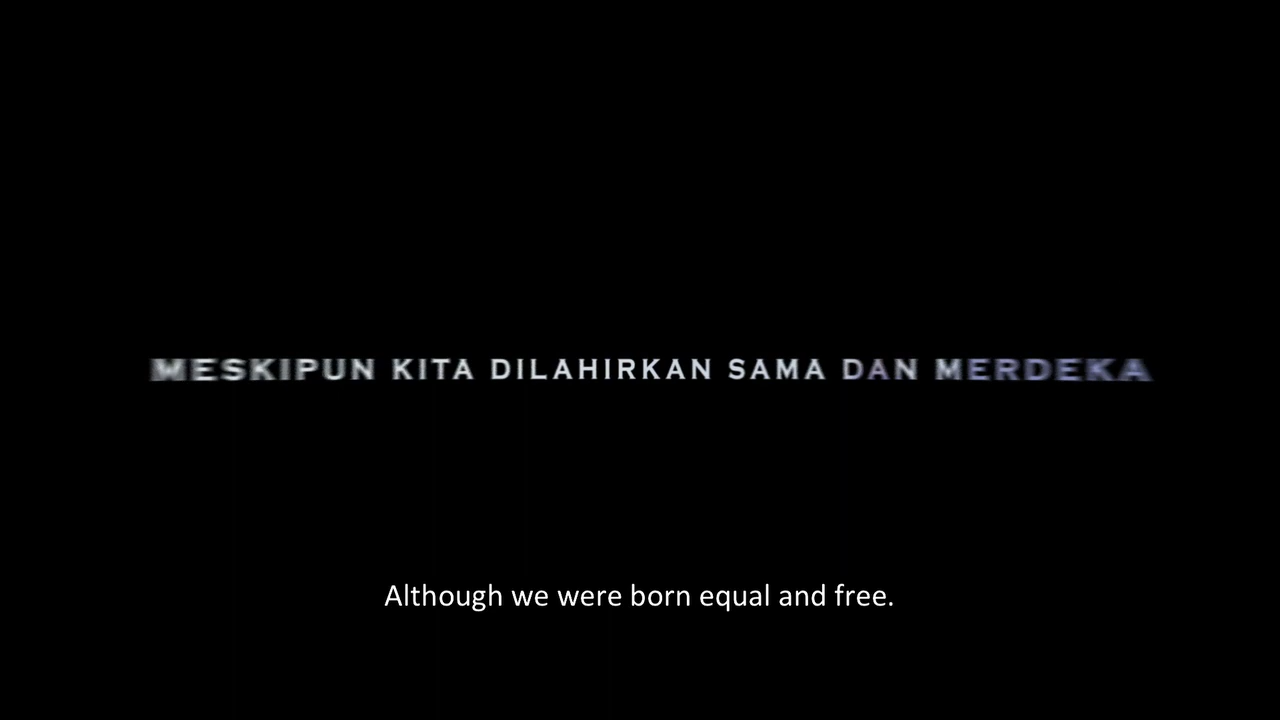 MESKIPUN KITA DILAHIRKAN SAMA DAN MERDEKA
Although we were born equal and free.